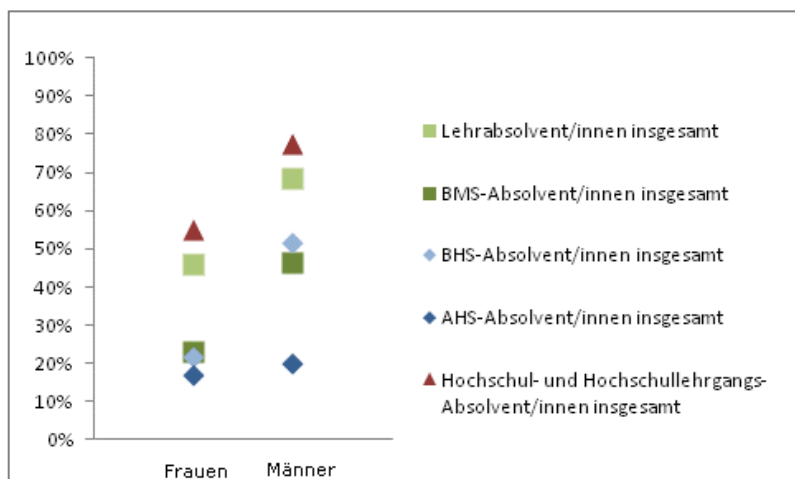 100%
90%
80%
70%
60%
50%
40%
30%
20%
10%
0%
Frauen Männer
Lehrabsolvent/innen insgesamt
BMS-Absolvent/innen insgesamt
BHS-Absolvent/innen insgesamt
AHS-Absolvent/innen insgesamt
Hochschul- und Hochschullehrgangs-
Absolvent/innen insgesamt